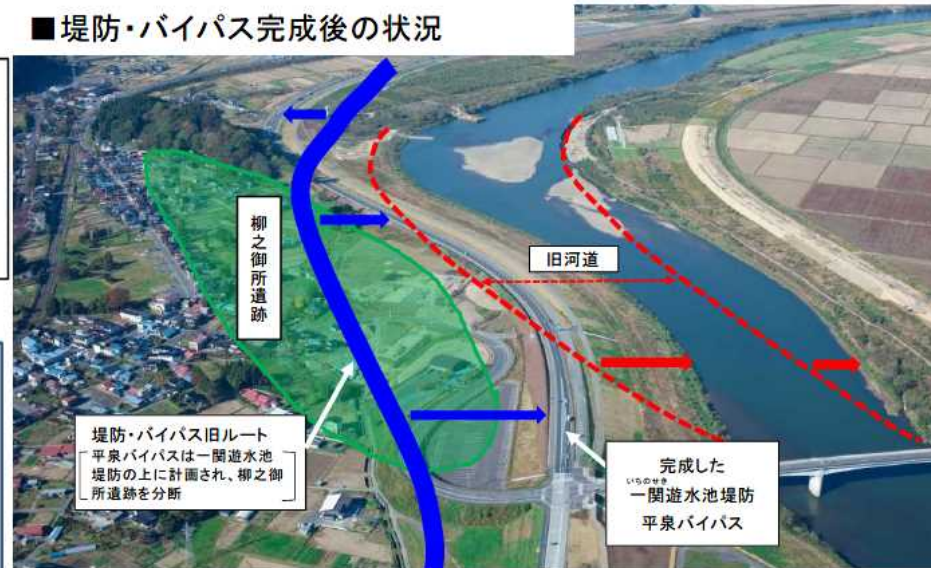 ■堤防・バイパス完成後の状況
柳之御所遺跡
旧河道
堤防・バイパス旧ルート
平泉バイパスは一関遊水池
堤防の上に計画され、柳之御
所遺跡を分断
完成した
いちのせき
一関遊水池堤防
平泉バイパス